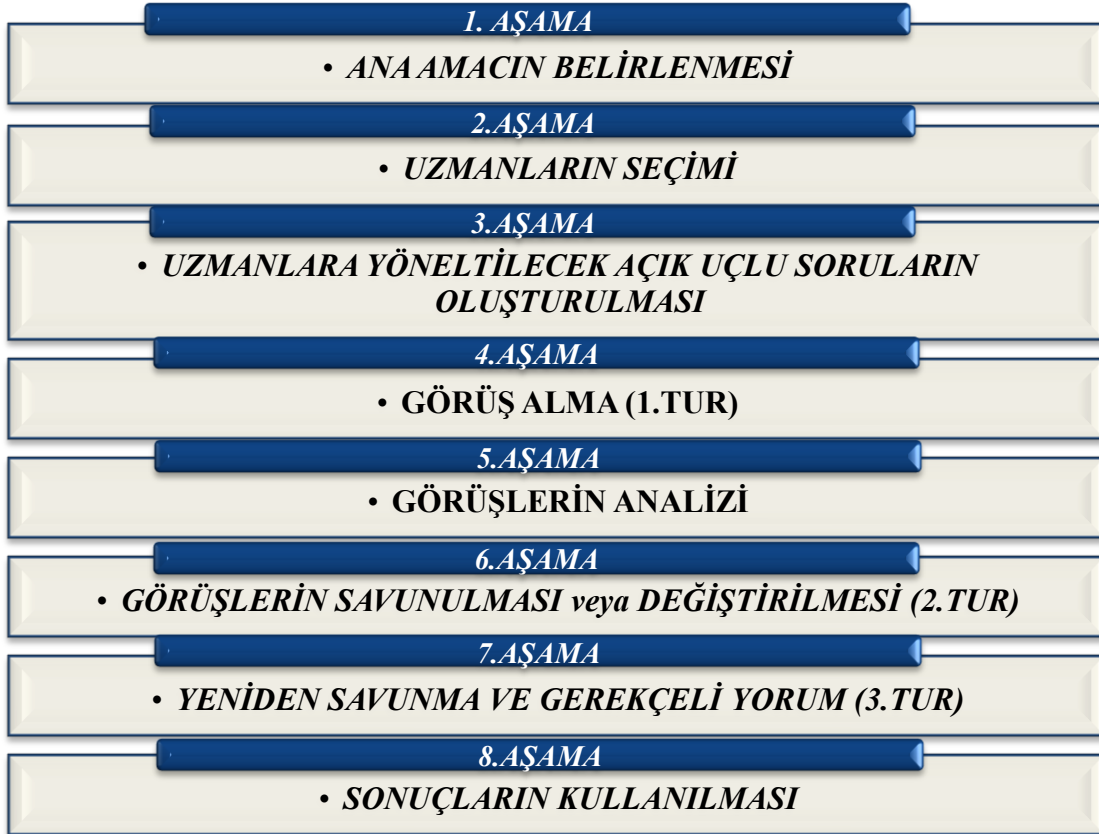 1. AŞAMA
• ANA AMACIN BELİRLENMESİ
2.AŞAMA
• UZMANLARIN SEÇİMİ
3.AŞAMA
• UZMANLARA YÖNELTİLECEK AÇIK UÇLU SORULARIN
OLUŞTURULMASI
4.AŞAMA
• GÖRÜŞ ALMA (1.TUR)
5.AŞAMA
• GÖRÜŞLERİN ANALİZİ
6.AŞAMA
• GÖRÜŞLERİN SAVUNULMASI veya DEĞİŞTİRİLMESİ (2.TUR)
7.AŞAMA
• YENİDEN SAVUNMA VE GEREKÇELİ YORUM (3.TUR)
8.AŞAMA
• SONUÇLARIN KULLANILMASI